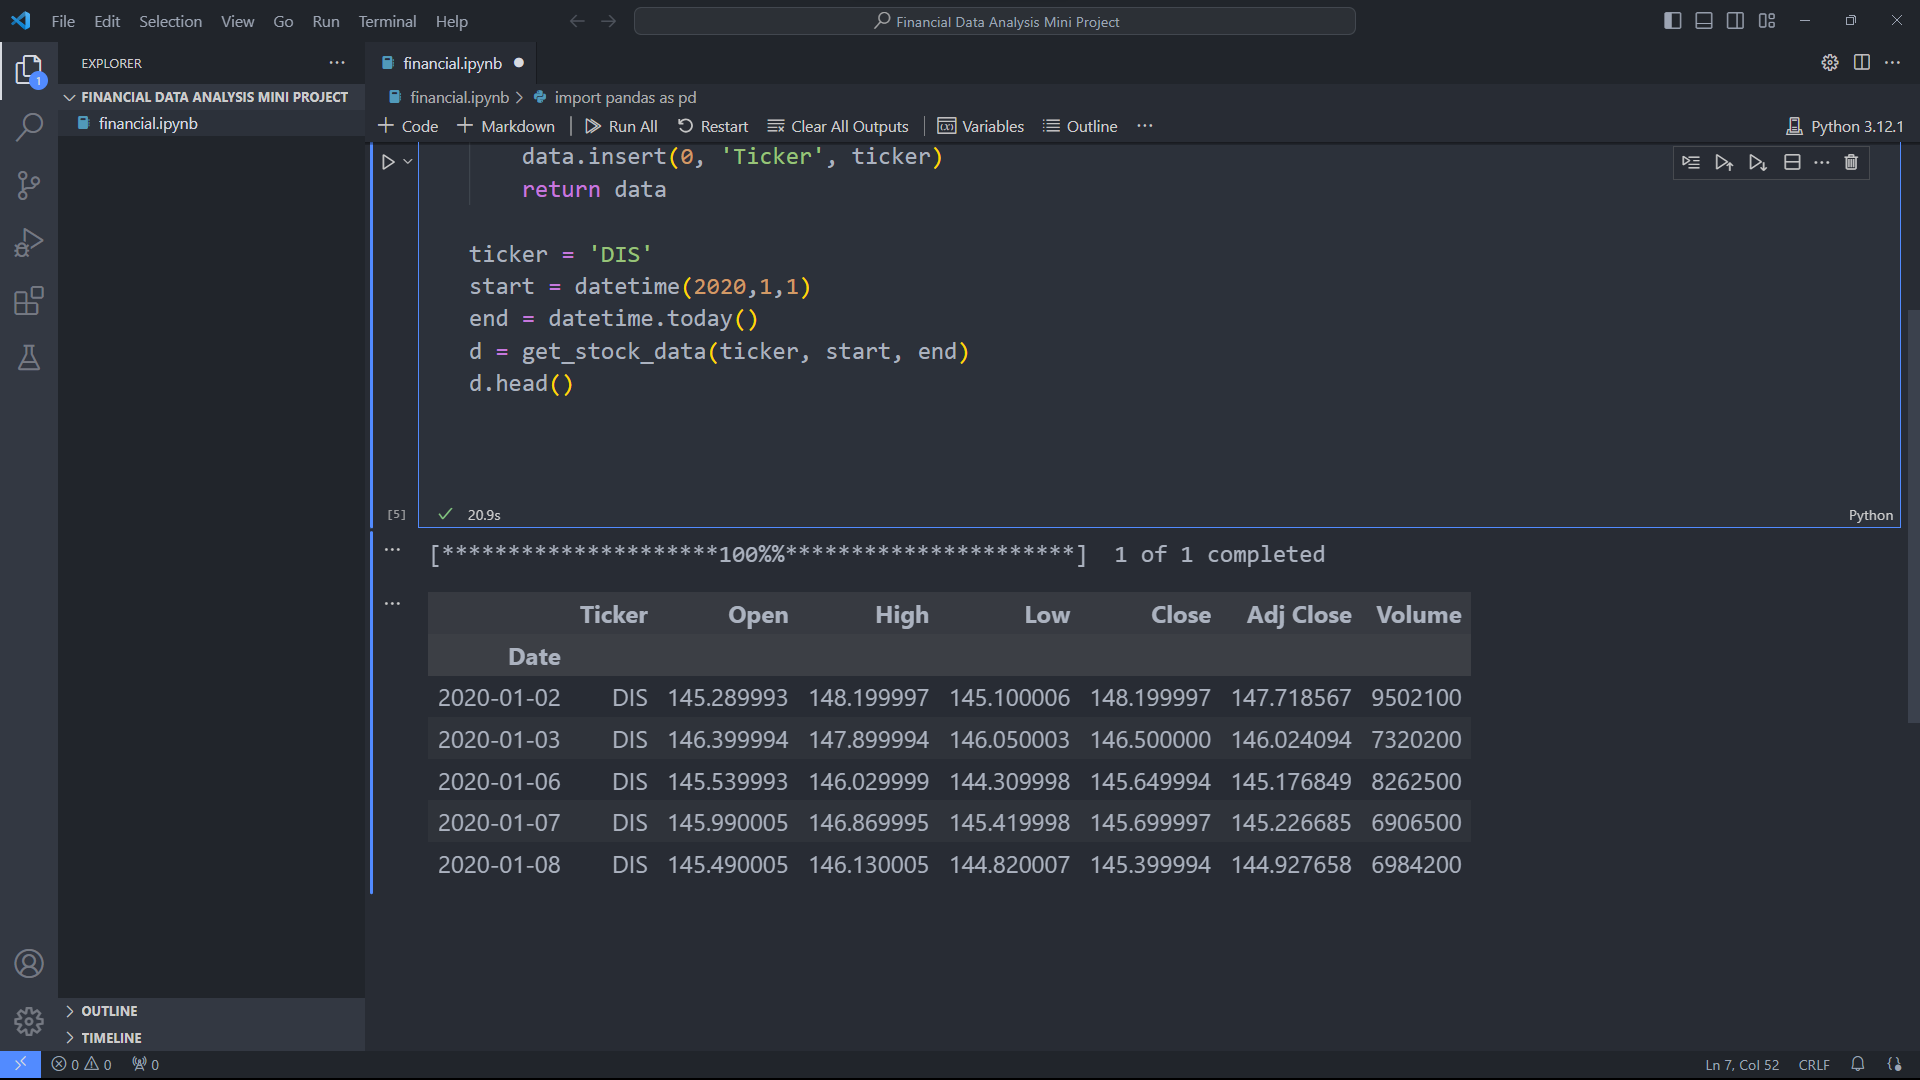 File Edit Selection View Go Run Terminal Help
Financial Data Analysis Mini Project
1
EXPLORER
FINANCIAL DATA ANALYSIS MINI PROJECT
financial.ipynb
OUTLINE
TIMELINE
financial.ipynb
financial.ipynb > import pandas as pd
+ Code + Markdown | Run All Restart Clear All Outputs | Variables Outline ...
Python 3.12.1
data.insert(0, 'Ticker', ticker)
return data
ticker = 'DIS'
start = datetime(2020,1,1)
end = datetime.today()
d = get_stock_data(ticker, start, end)
d.head()
[5] 20.9s
Python
[*********************100%%**********************]  1 of 1 completed
Ticker Open High Low Close Adj Close Volume
Date
2020-01-02 DIS 145.289993 148.199997 145.100006 148.199997 147.718567 9502100
2020-01-03 DIS 146.399994 147.899994 146.050003 146.500000 146.024094 7320200
2020-01-06 DIS 145.539993 146.029999 144.309998 145.649994 145.176849 8262500
2020-01-07 DIS 145.990005 146.869995 145.419998 145.699997 145.226685 6906500
2020-01-08 DIS 145.490005 146.130005 144.820007 145.399994 144.927658 6984200
0 0 0
Ln 7, Col 52 CRLF